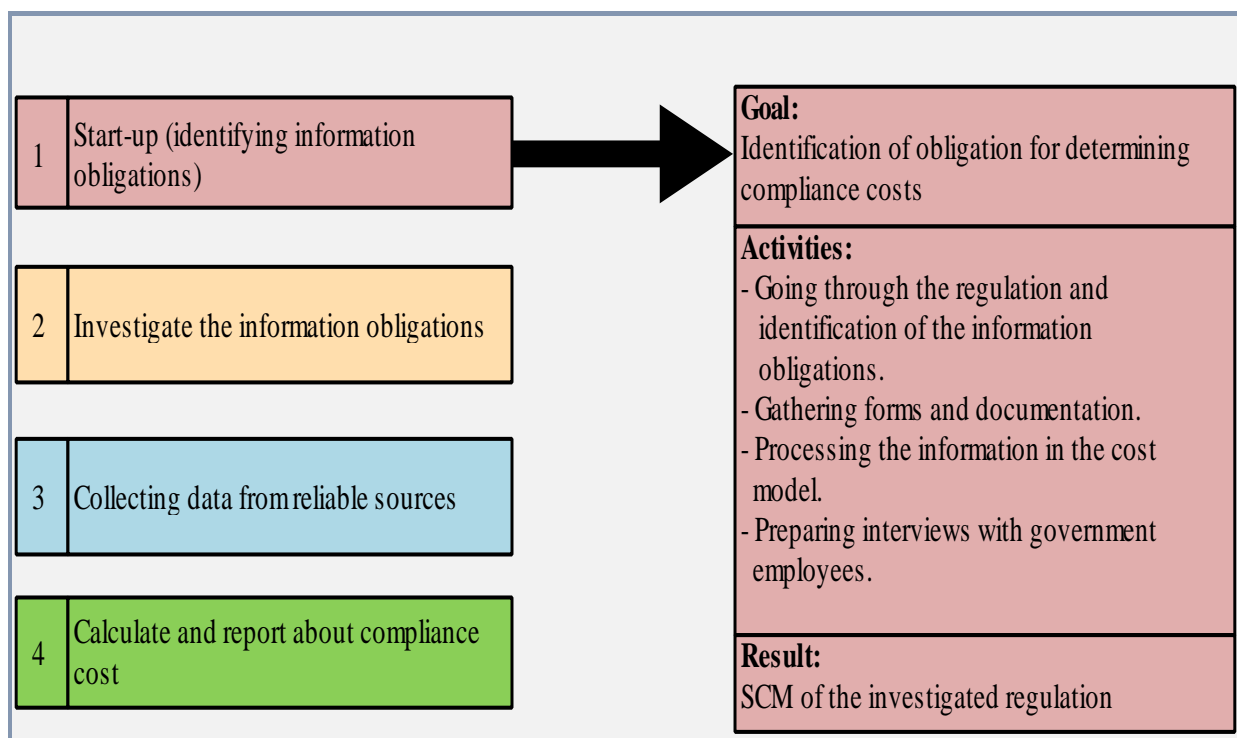 1
Start-up (identifying information
obligations)
2
Investigate the information obligations
3
Collecting data from reliable sources
4
Calculate and report about compliance
cost
Goal:
Identification of obligation for determining
compliance costs
Activities:
- Going through the regulation and
identification of the information
obligations.
- Gathering forms and documentation.
- Processing the information in the cost
model.
- Preparing interviews with government
employees.
Result:
SCM of the investigated regulation